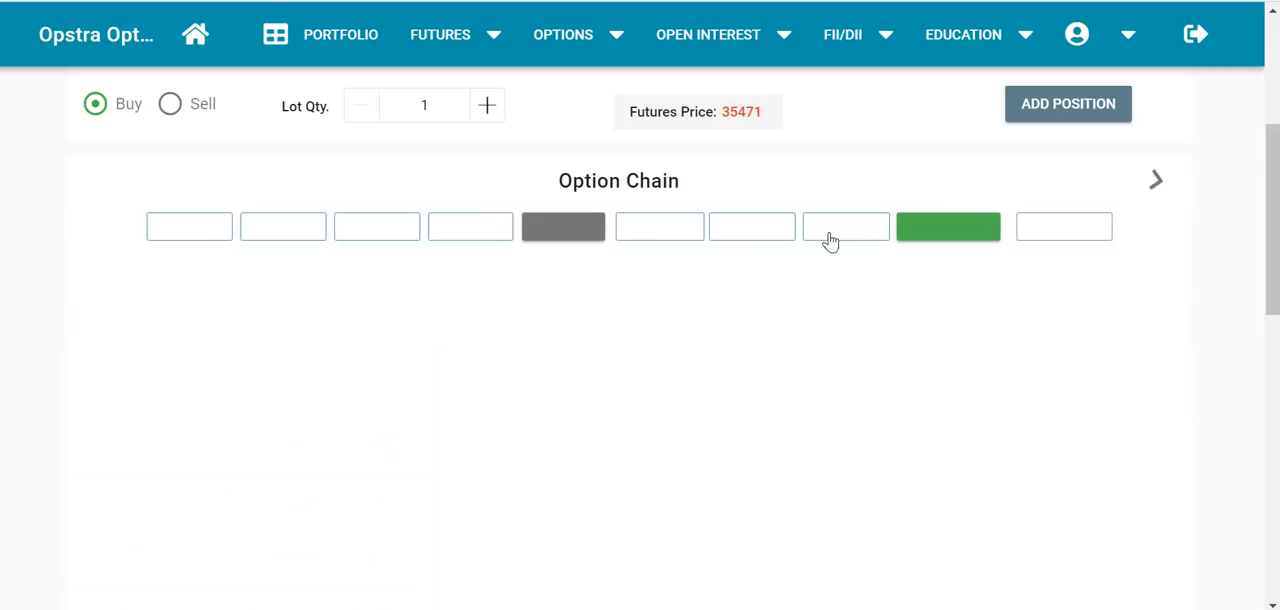 Opstra Opt... PORTFOLIO FUTURES OPTIONS OPEN INTEREST FII/DII EDUCATION
Buy Sell Lot Qty. 1 Futures Price: 35471 ADD POSITION
Option Chain